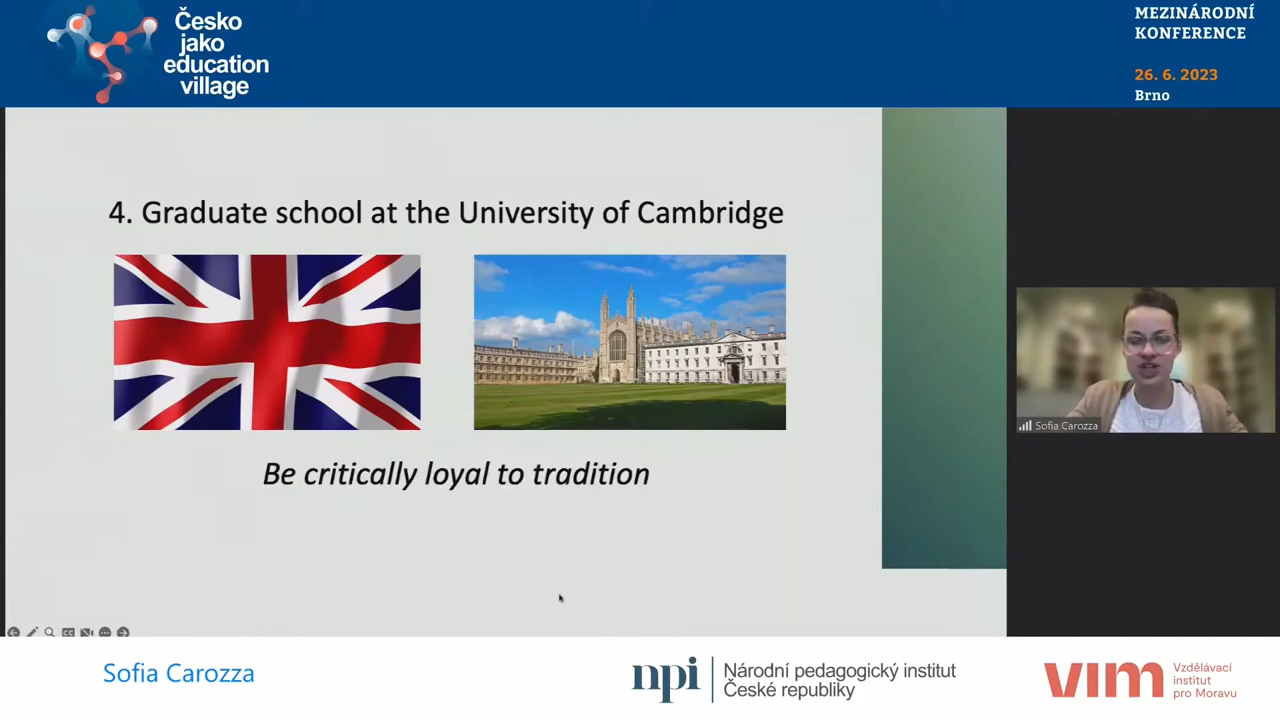 Česko
jako
education
village
MEZINÁRODNÍ
KONFERENCE
26. 6. 2023
Brno
4. Graduate school at the University of Cambridge
Be critically loyal to tradition
Sofia Carozza
CC
Sofia Carozza
npi
Národní pedagogický institut
České republiky
vim
Vzdělávací
institut
pro Moravu